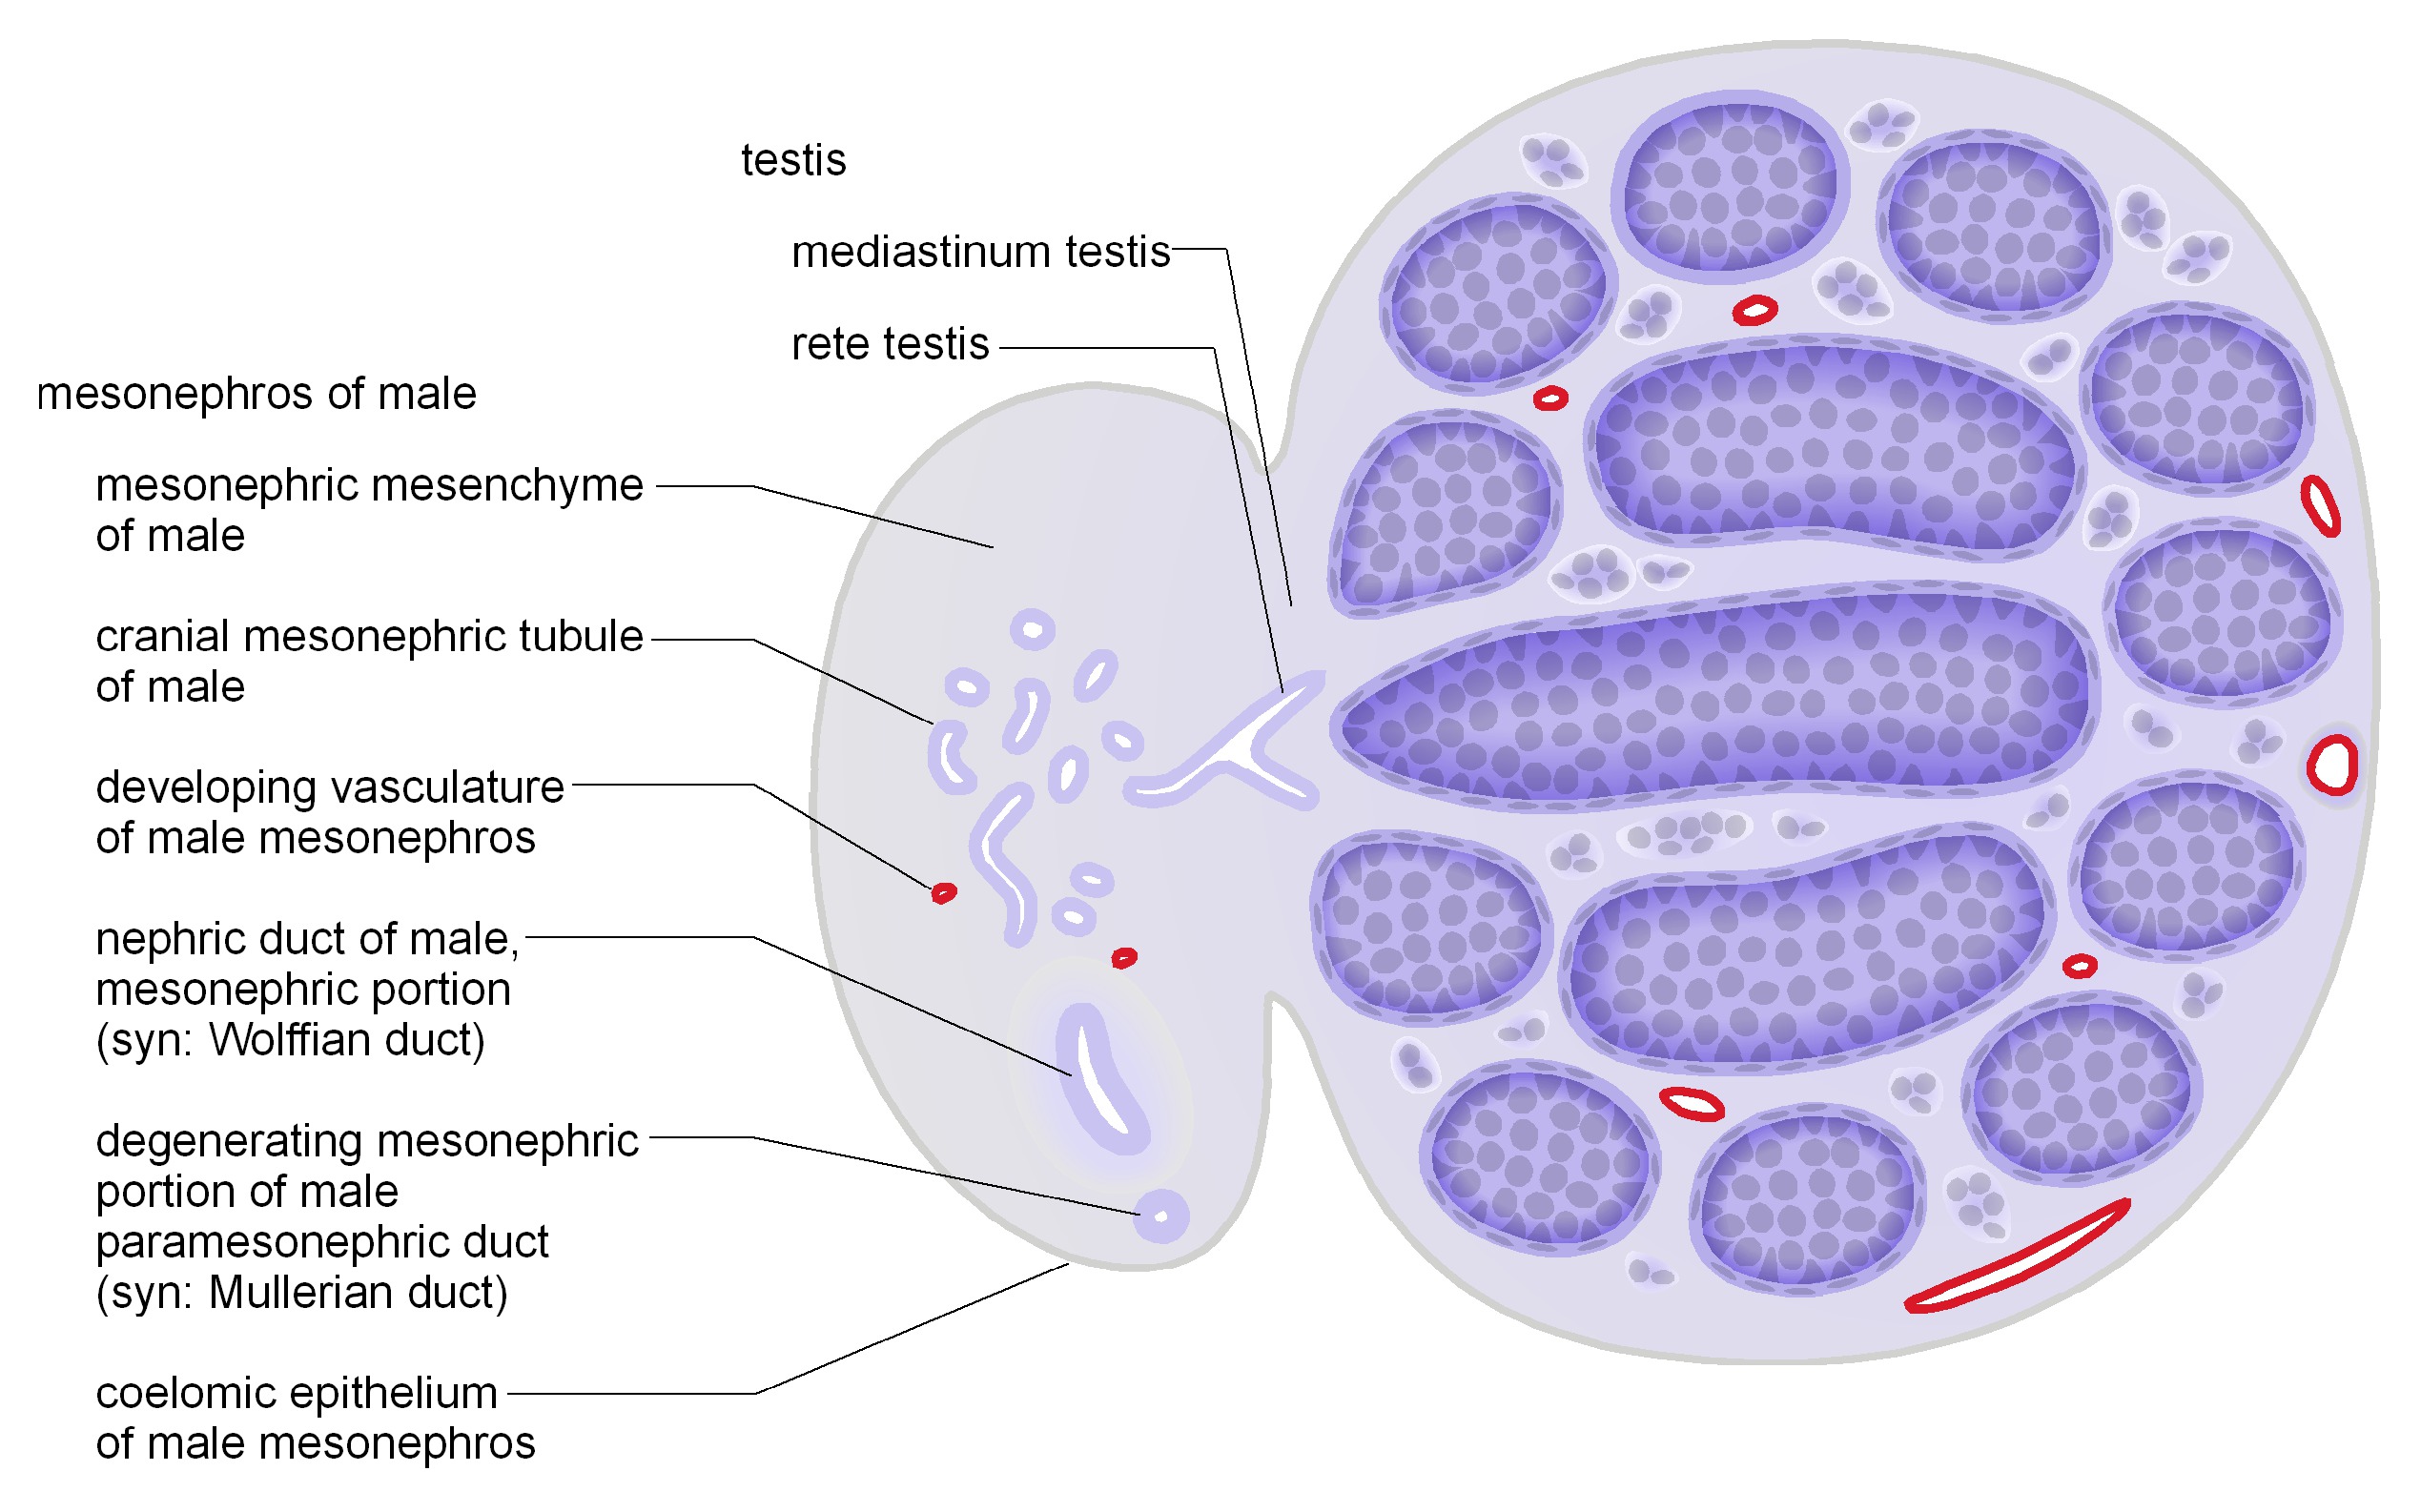 testis
mediastinum testis
rete testis
mesonephros of male
mesonephric mesenchyme
of male
cranial mesonephric tubule
of male
developing vasculature
of male mesonephros
nephric duct of male,
mesonephric portion
(syn: Wolffian duct)
degenerating mesonephric
portion of male
paramesonephric duct
(syn: Mullerian duct)
coelomic epithelium
of male mesonephros